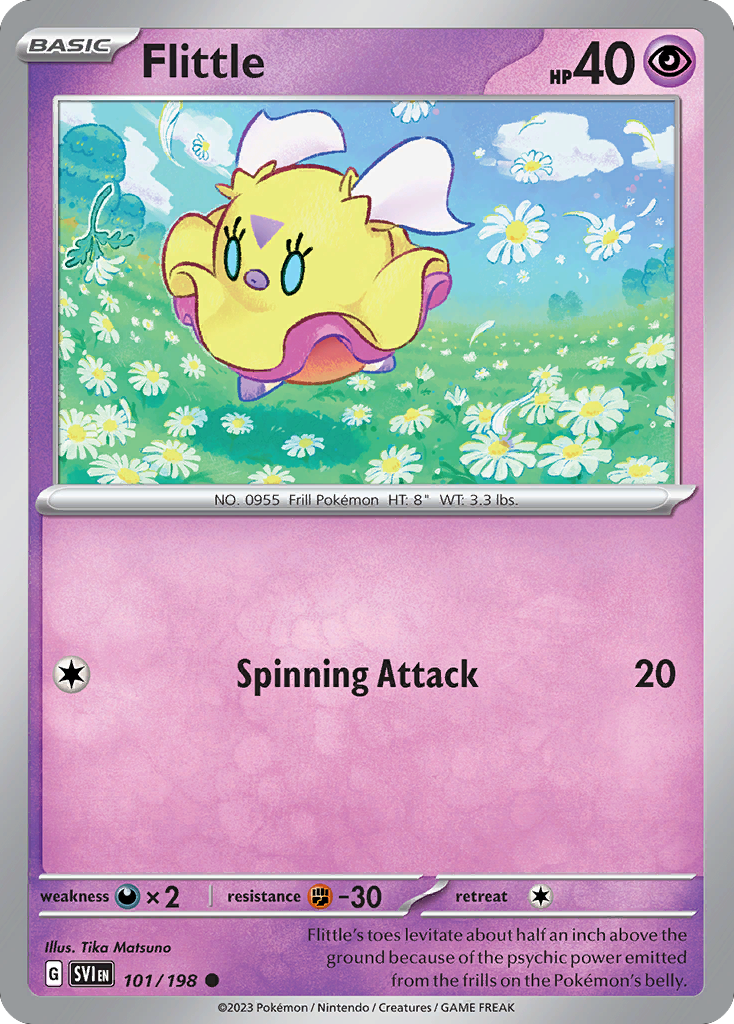 BASIC Flittle HP 40
NO. 0955 Frill Pokémon HT: 8" WT: 3.3 lbs.
Spinning Attack 20
weakness ×2 resistance -30 retreat
Illus. Tika Matsuno
G SVI EN 101/198
Flittle's toes levitate about half an inch above the
ground because of the psychic power emitted
from the frills on the Pokémon's belly.
©2023 Pokémon / Nintendo / Creatures / GAME FREAK